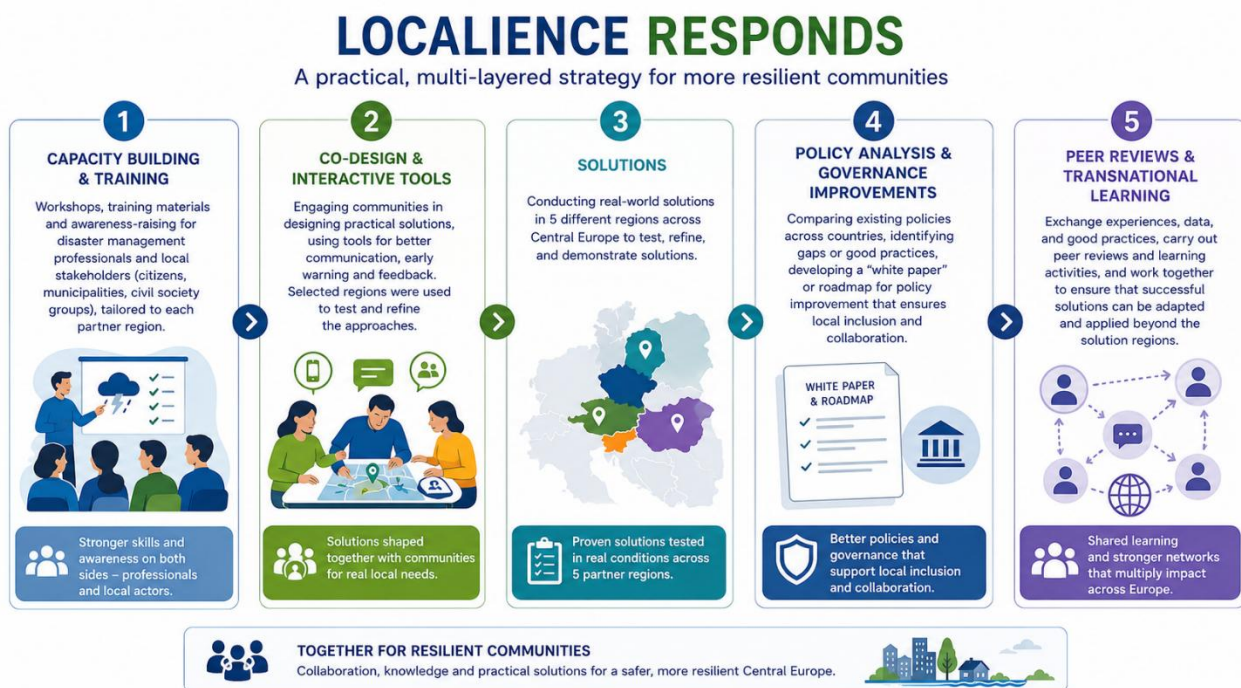 LOCALIENCE RESPONDS
A practical, multi-layered strategy for more resilient communities
1
CAPACITY BUILDING
& TRAINING
Workshops, training materials
and awareness-raising for
disaster management
professionals and local
stakeholders (citizens,
municipalities, civil society
groups), tailored to each
partner region.
Stronger skills and
awareness on both
sides – professionals
and local actors.
2
CO-DESIGN &
INTERACTIVE TOOLS
Engaging communities in
designing practical solutions,
using tools for better
communication, early
warning and feedback.
Selected regions were used
to test and refine
the approaches.
Solutions shaped
together with communities
for real local needs.
3
SOLUTIONS
Conducting real-world solutions
in 5 different regions across
Central Europe to test, refine,
and demonstrate solutions.
Proven solutions tested
in real conditions across
5 partner regions.
4
POLICY ANALYSIS &
GOVERNANCE
IMPROVEMENTS
Comparing existing policies
across countries, identifying
gaps or good practices,
developing a “white paper”
or roadmap for policy
improvement that ensures
local inclusion and
collaboration.
WHITE PAPER
& ROADMAP
Better policies and
governance that
support local inclusion
and collaboration.
5
PEER REVIEWS &
TRANSNATIONAL
LEARNING
Exchange experiences, data,
and good practices, carry out
peer reviews and learning
activities, and work together
to ensure that successful
solutions can be adapted
and applied beyond the
solution regions.
Shared learning
and stronger networks
that multiply impact
across Europe.
TOGETHER FOR RESILIENT COMMUNITIES
Collaboration, knowledge and practical solutions for a safer, more resilient Central Europe.